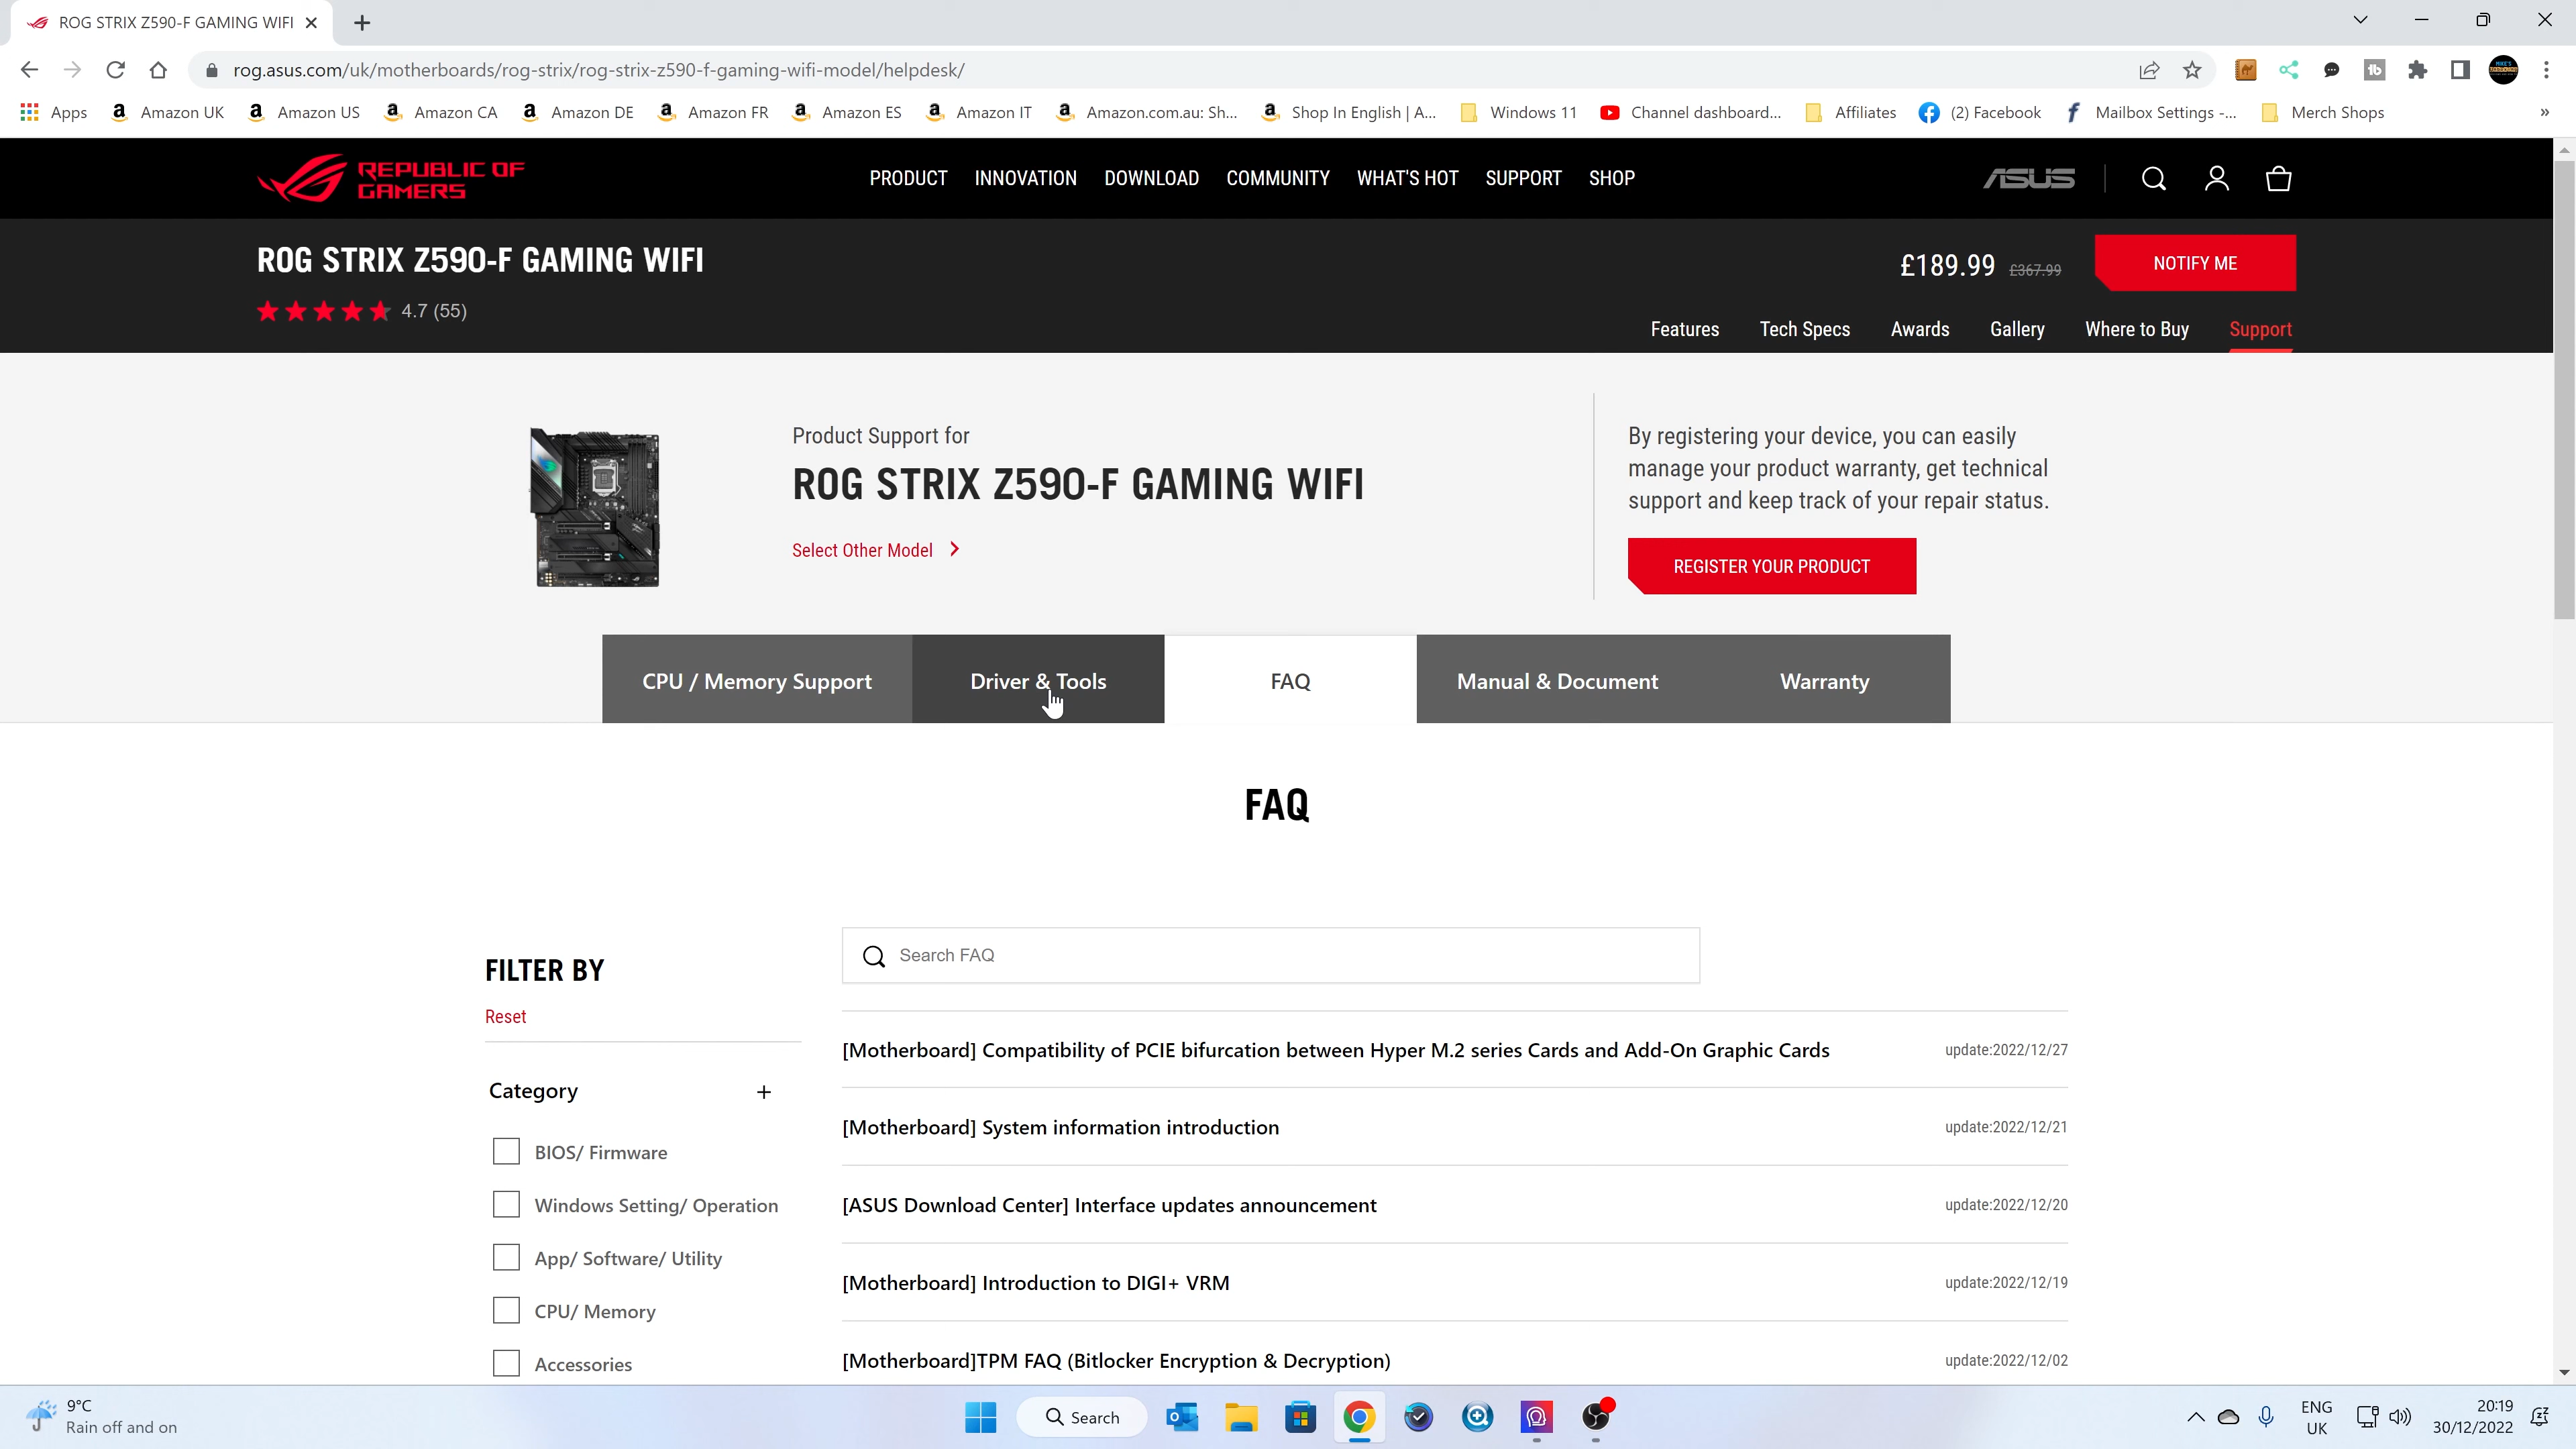 ROG STRIX Z590-F GAMING WIFI
rog.asus.com/uk/motherboards/rog-strix/rog-strix-z590-f-gaming-wifi-model/helpdesk/
Apps Amazon UK Amazon US Amazon CA Amazon DE Amazon FR Amazon ES Amazon IT Amazon.com.au: Sh... Shop In English | A... Windows 11 Channel dashboard... Affiliates (2) Facebook Mailbox Settings -... Merch Shops »
REPUBLIC OF
GAMERS
PRODUCT INNOVATION DOWNLOAD COMMUNITY WHAT'S HOT SUPPORT SHOP
ASUS
ROG STRIX Z590-F GAMING WIFI
£189.99 £367.99 NOTIFY ME
4.7 (55)
Features Tech Specs Awards Gallery Where to Buy Support
Product Support for
ROG STRIX Z590-F GAMING WIFI
Select Other Model
By registering your device, you can easily
manage your product warranty, get technical
support and keep track of your repair status.
REGISTER YOUR PRODUCT
CPU / Memory Support Driver & Tools FAQ Manual & Document Warranty
FAQ
Search FAQ
FILTER BY
Reset
Category +
BIOS/ Firmware
Windows Setting/ Operation
App/ Software/ Utility
CPU/ Memory
Accessories
[Motherboard] Compatibility of PCIE bifurcation between Hyper M.2 series Cards and Add-On Graphic Cards update:2022/12/27
[Motherboard] System information introduction update:2022/12/21
[ASUS Download Center] Interface updates announcement update:2022/12/20
[Motherboard] Introduction to DIGI+ VRM update:2022/12/19
[Motherboard]TPM FAQ (Bitlocker Encryption & Decryption) update:2022/12/02
9°C
Rain off and on
Search
ENG
UK
20:19
30/12/2022